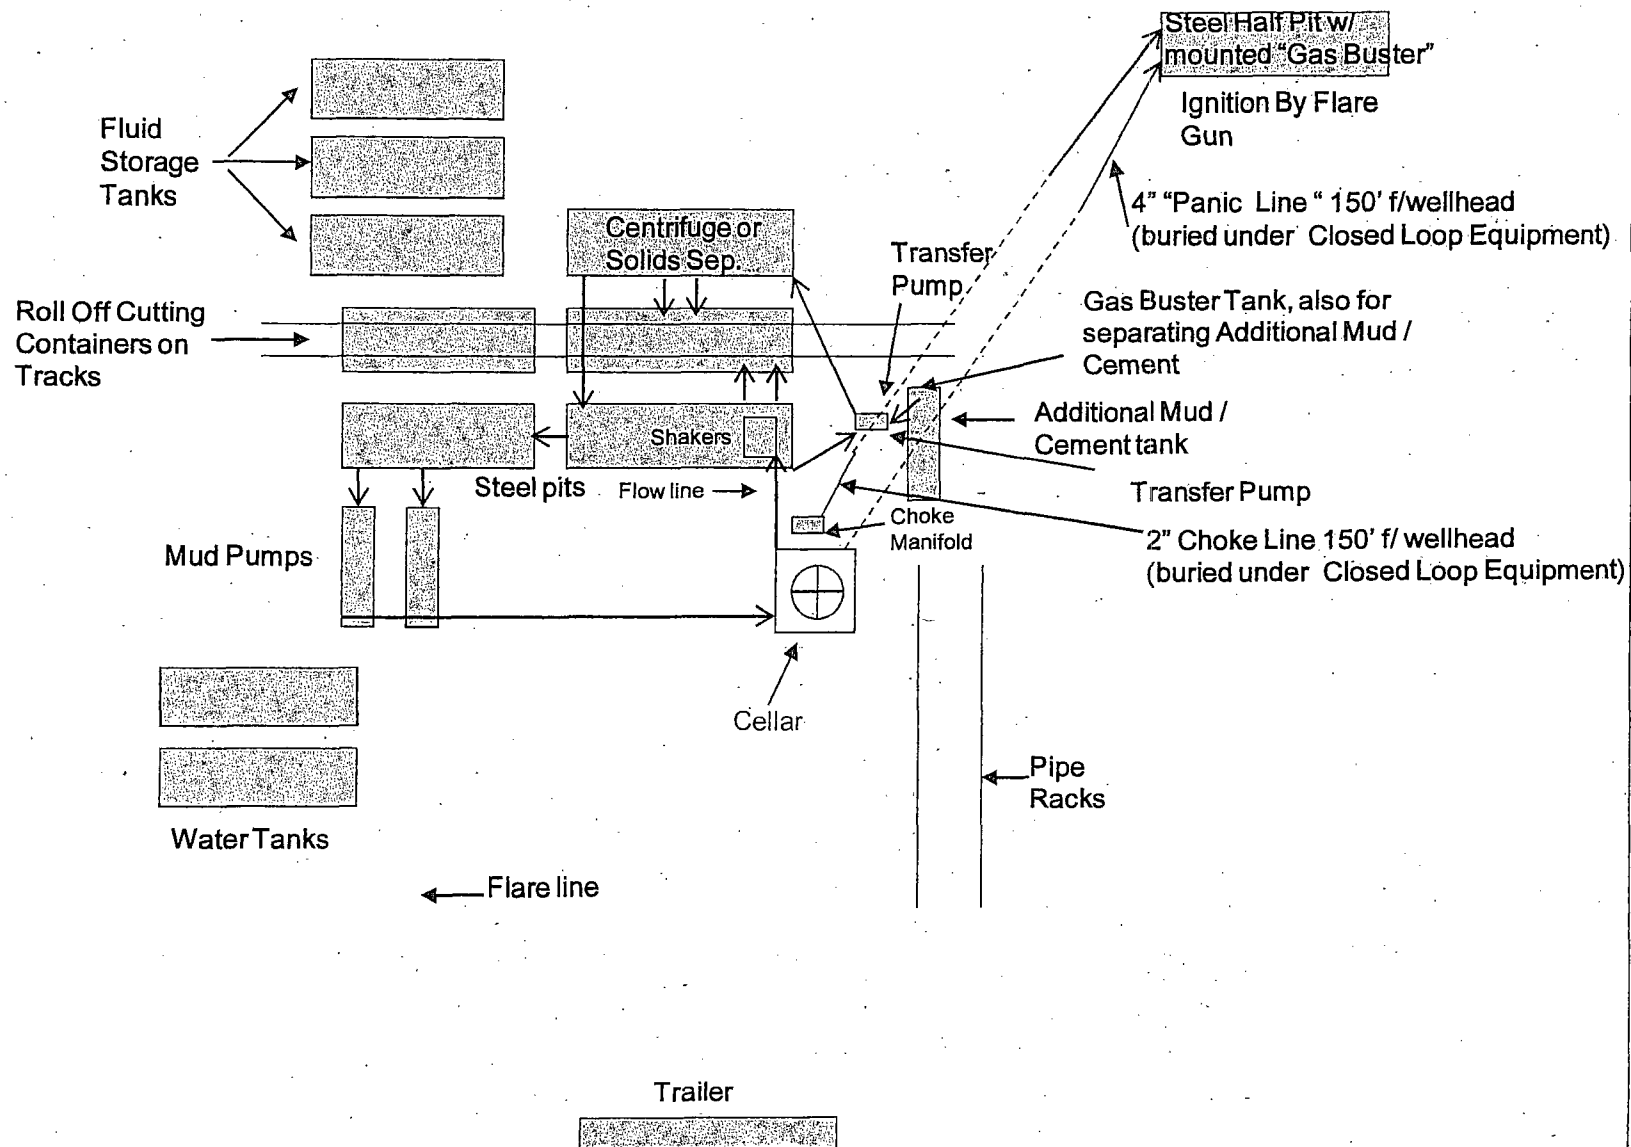 Steel Half Pit w/
mounted "Gas Buster"
Ignition By Flare
Gun
Fluid
Storage
Tanks
4" "Panic Line " 150' f/wellhead
(buried under Closed Loop Equipment)
Centrifuge or
Solids Sep.
Transfer
Pump
Gas Buster Tank, also for
separating Additional Mud /
Cement
Roll Off Cutting
Containers on
Tracks
Additional Mud /
Cement tank
Shakers
Steel pits
Flow line
Transfer Pump
Choke
Manifold
2" Choke Line 150' f/ wellhead
(buried under Closed Loop Equipment)
Mud Pumps
Cellar
Pipe
Racks
Water Tanks
Flare line
Trailer